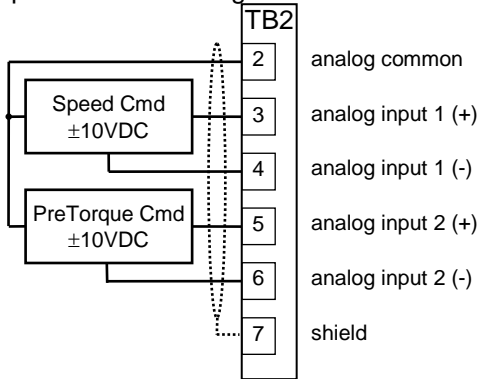 TB2
2 analog common
Speed Cmd
±10VDC
3 analog input 1 (+)
4 analog input 1 (-)
PreTorque Cmd
±10VDC
5 analog input 2 (+)
6 analog input 2 (-)
7 shield